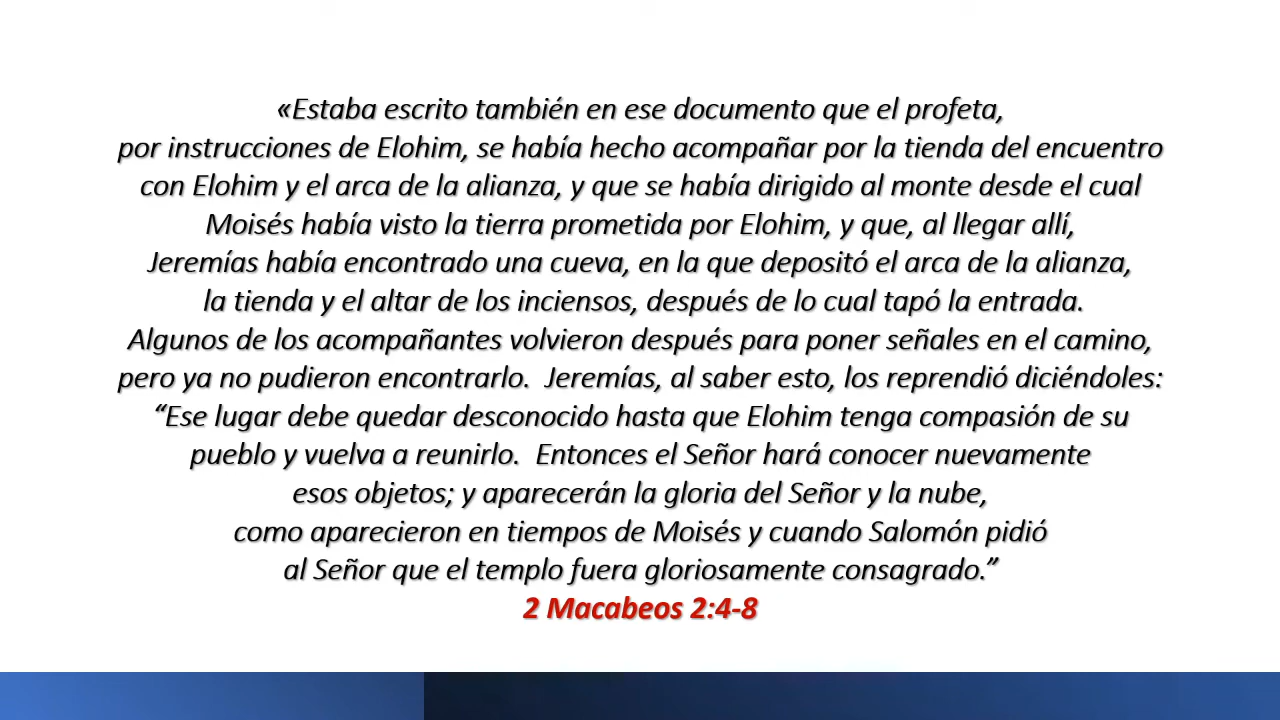 «Estaba escrito también en ese documento que el profeta,
por instrucciones de Elohim, se había hecho acompañar por la tienda del encuentro
con Elohim y el arca de la alianza, y que se había dirigido al monte desde el cual
Moisés había visto la tierra prometida por Elohim, y que, al llegar allí,
Jeremías había encontrado una cueva, en la que depositó el arca de la alianza,
la tienda y el altar de los inciensos, después de lo cual tapó la entrada.
Algunos de los acompañantes volvieron después para poner señales en el camino,
pero ya no pudieron encontrarlo.  Jeremías, al saber esto, los reprendió diciéndoles:
“Ese lugar debe quedar desconocido hasta que Elohim tenga compasión de su
pueblo y vuelva a reunirlo.  Entonces el Señor hará conocer nuevamente
esos objetos; y aparecerán la gloria del Señor y la nube,
como aparecieron en tiempos de Moisés y cuando Salomón pidió
al Señor que el templo fuera gloriosamente consagrado.”
2 Macabeos 2:4-8